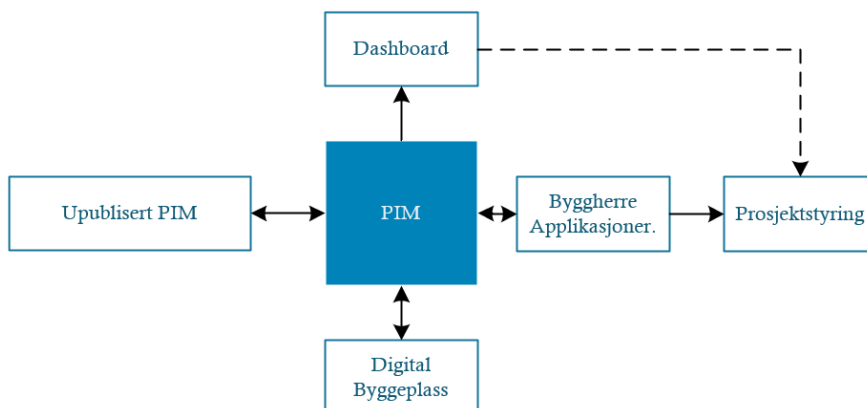 Dashboard
Upublisert PIM
PIM
Byggherre
Applikasjoner.
Prosjektstyring
Digital
Byggeplass